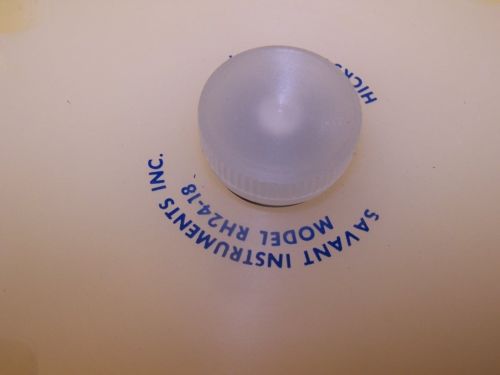 SAVANT INSTRUMENTS INC.
MODEL RH24-18